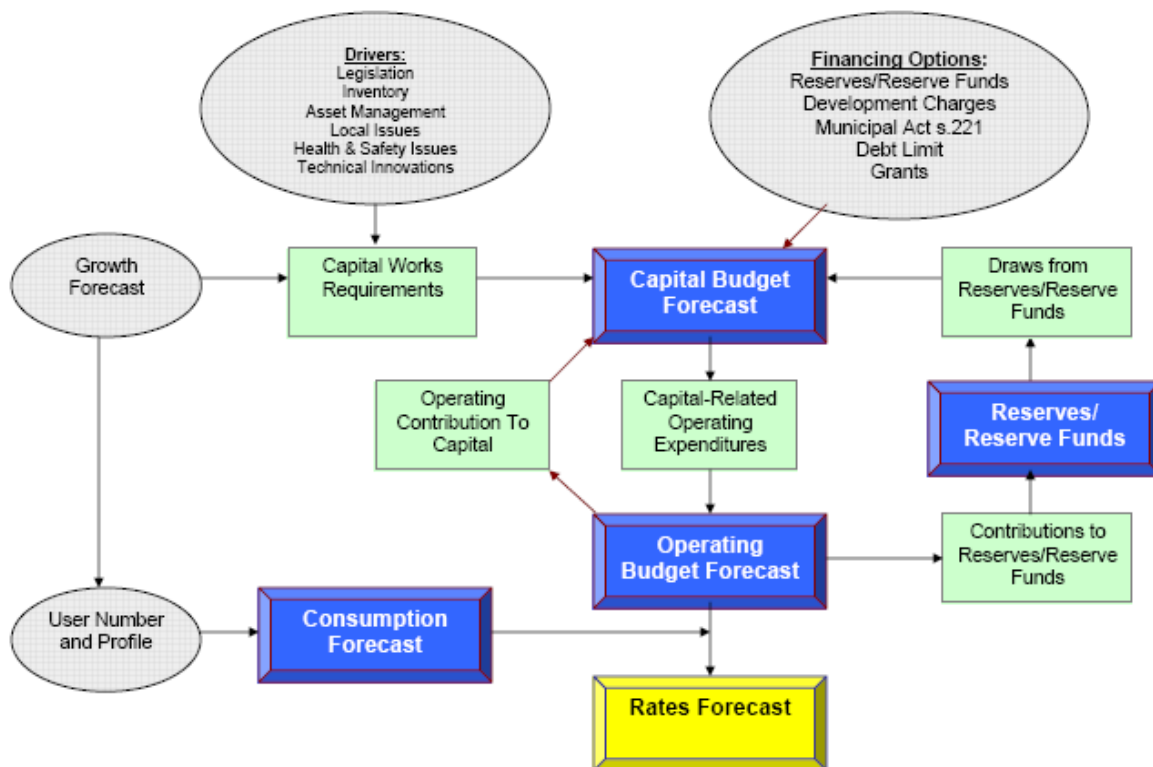 Drivers:
Legislation
Inventory
Asset Management
Local Issues
Health & Safety Issues
Technical Innovations
Financing Options:
Reserves/Reserve Funds
Development Charges
Municipal Act s.221
Debt Limit
Grants
Growth
Forecast
Capital Works
Requirements
Capital Budget
Forecast
Draws from
Reserves/Reserve
Funds
Operating
Contribution To
Capital
Capital-Related
Operating
Expenditures
Reserves/
Reserve Funds
Operating
Budget Forecast
Contributions to
Reserves/Reserve
Funds
User Number
and Profile
Consumption
Forecast
Rates Forecast